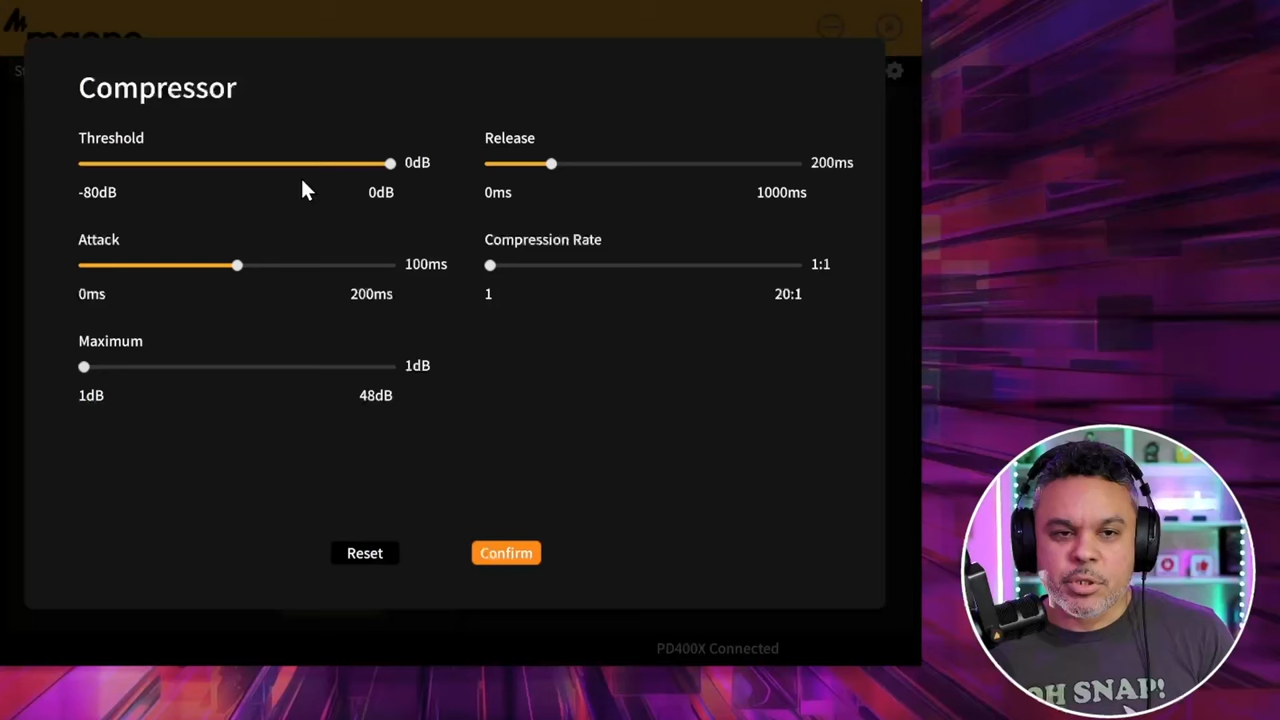 Compressor
Threshold
0dB
-80dB
0dB
Release
200ms
0ms
1000ms
Attack
100ms
0ms
200ms
Compression Rate
1:1
1
20:1
Maximum
1dB
1dB
48dB
Reset
Confirm
PD400X Connected
OH SNAP!